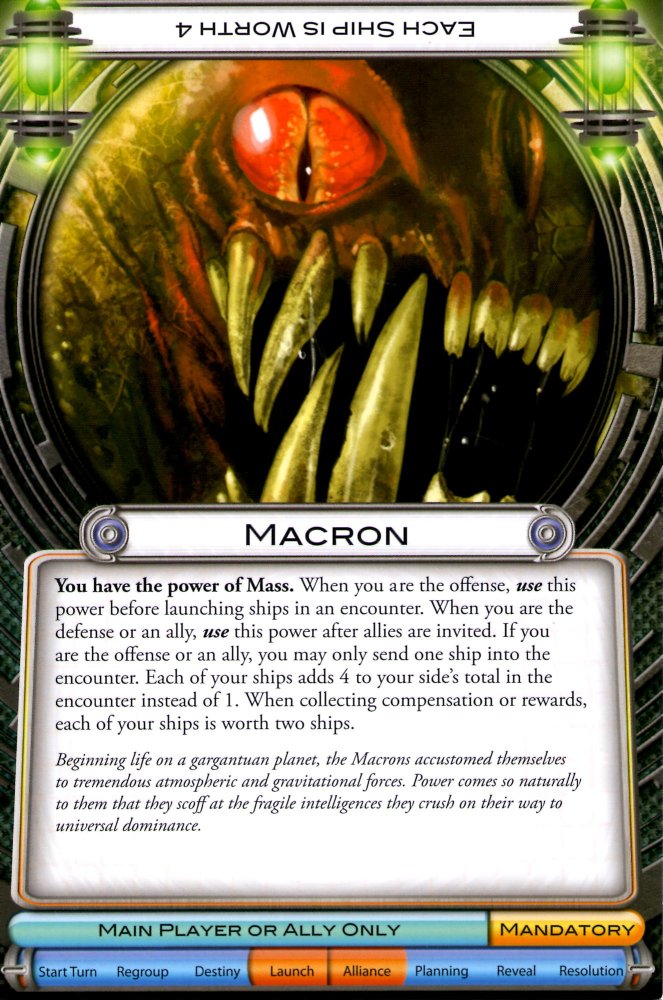 Each Ship is Worth 4
Macron
You have the power of Mass. When you are the offense, use this
power before launching ships in an encounter. When you are the
defense or an ally, use this power after allies are invited. If you
are the offense or an ally, you may only send one ship into the
encounter. Each of your ships adds 4 to your side's total in the
encounter instead of 1. When collecting compensation or rewards,
each of your ships is worth two ships.
Beginning life on a gargantuan planet, the Macrons accustomed themselves
to tremendous atmospheric and gravitational forces. Power comes so naturally
to them that they scoff at the fragile intelligences they crush on their way to
universal dominance.
Main Player or Ally Only Mandatory
Start Turn Regroup Destiny Launch Alliance Planning Reveal Resolution